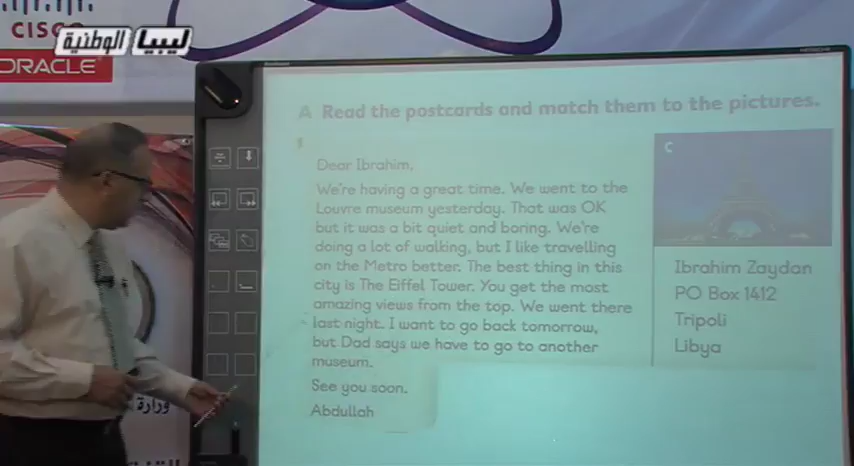 CISCO
ليبيا الوطنية
ORACLE
HITACHI
A Read the postcards and match them to the pictures.
1
Dear Ibrahim,
We're having a great time. We went to the
Louvre museum yesterday. That was OK
but it was a bit quiet and boring. We're
doing a lot of walking, but I like travelling
on the Metro better. The best thing in this
city is The Eiffel Tower. You get the most
amazing views from the top. We went there
last night. I want to go back tomorrow,
but Dad says we have to go to another
museum.
See you soon.
Abdullah
C
Ibrahim Zaydan
PO Box 1412
Tripoli
Libya
وزارة